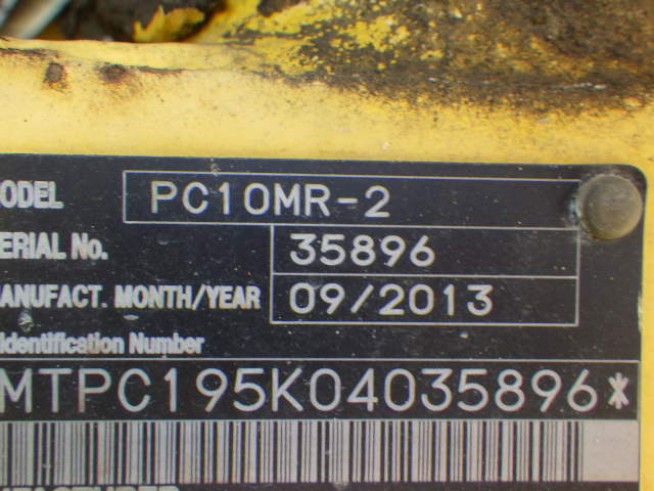 ODEL PC10MR-2
ERIAL No. 35896
ANUFACT. MONTH/YEAR 09/2013
Identification Number
MTPC195K04035896*